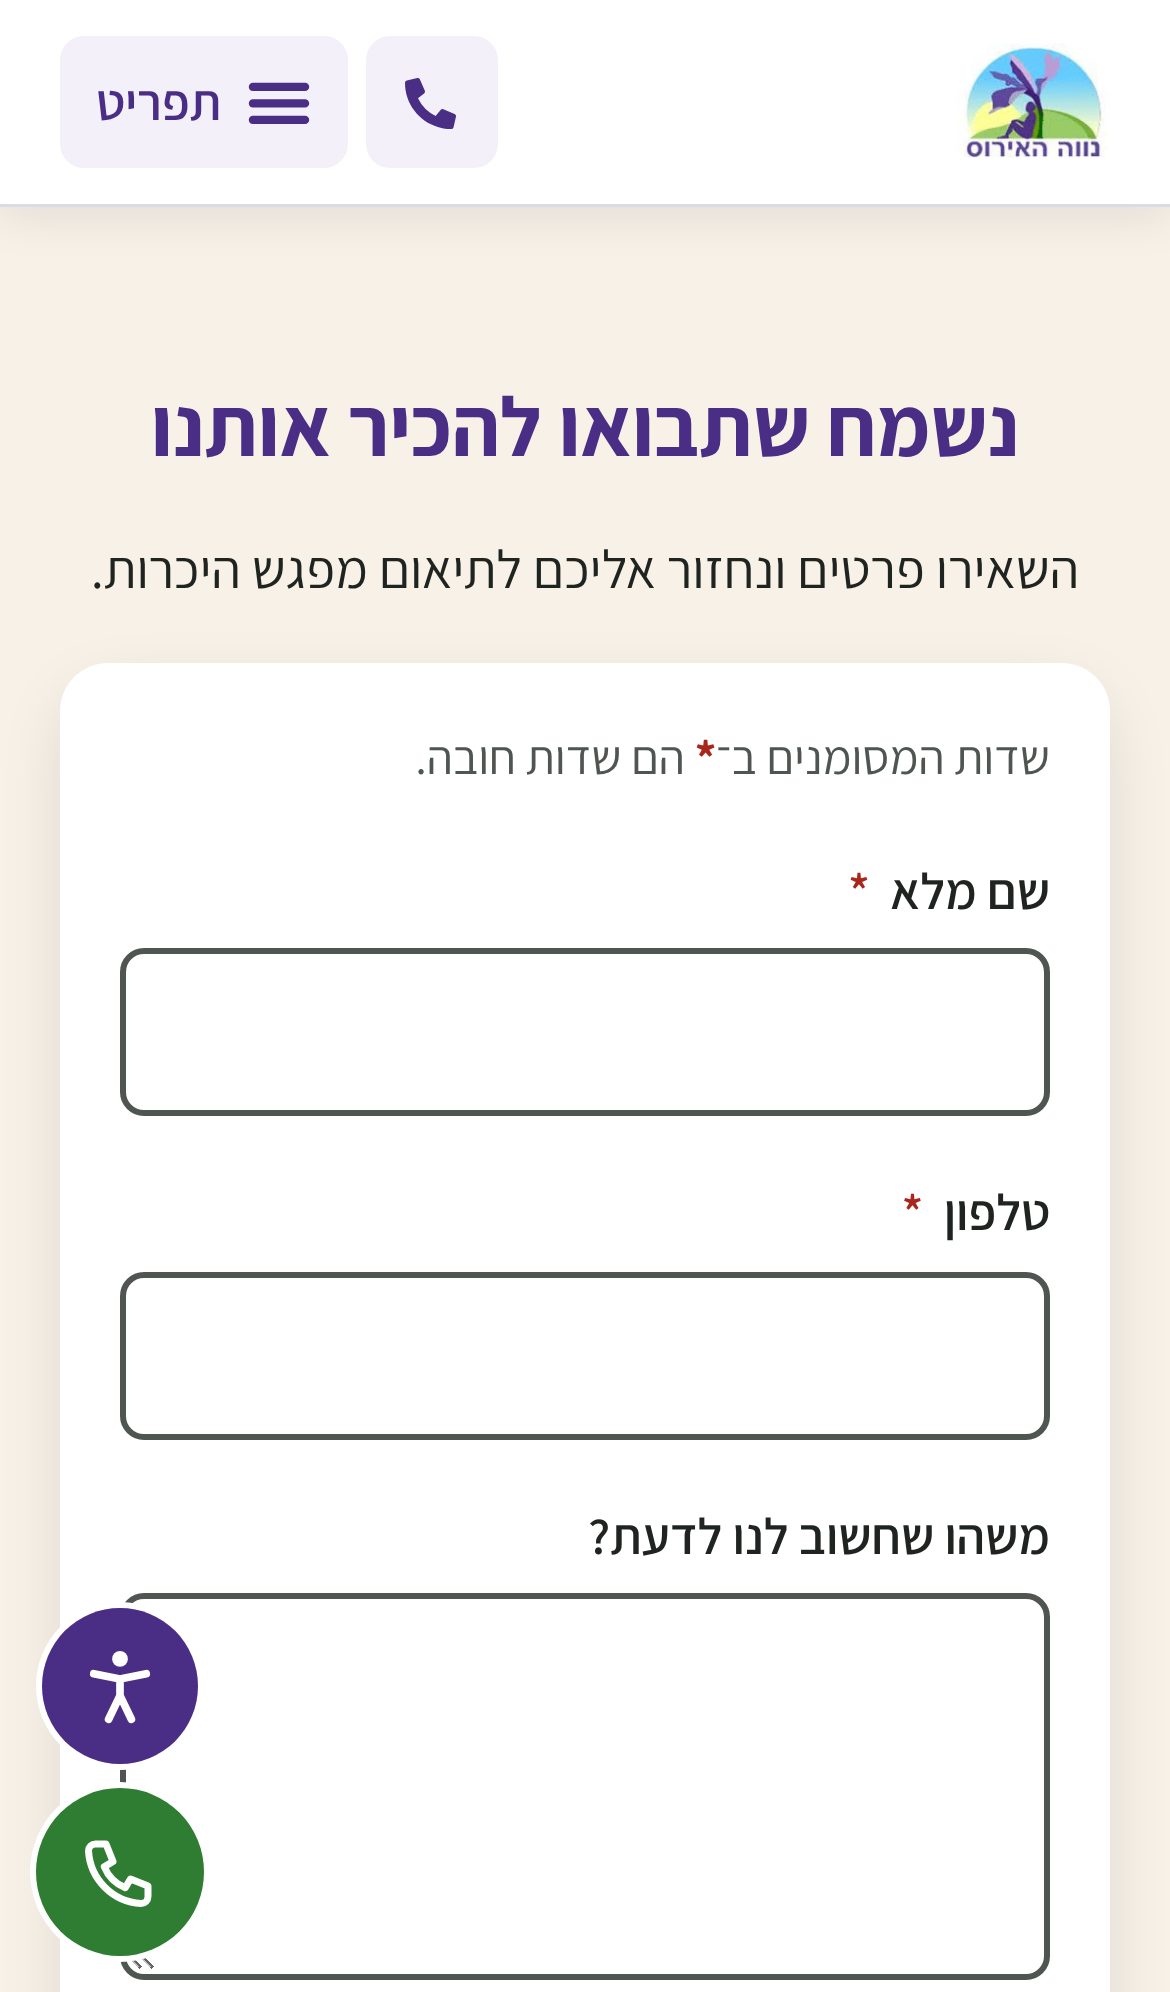 נווה האירוס
תפריט
נשמח שתבואו להכיר אותנו
השאירו פרטים ונחזור אליכם לתיאום מפגש היכרות.
שדות המסומנים ב־* הם שדות חובה.
שם מלא *
טלפון *
משהו שחשוב לנו לדעת?